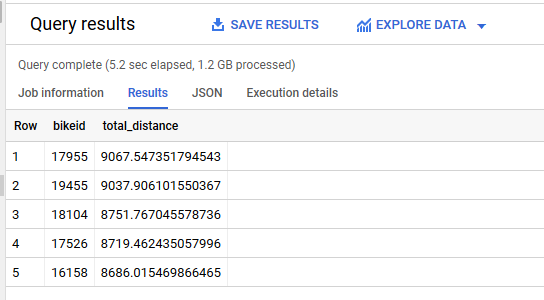 Query results SAVE RESULTS EXPLORE DATA
Query complete (5.2 sec elapsed, 1.2 GB processed)
Job information Results JSON Execution details
Row bikeid total_distance
1 17955 9067.547351794543
2 19455 9037.906101550367
3 18104 8751.767045578736
4 17526 8719.462435057996
5 16158 8686.015469866465